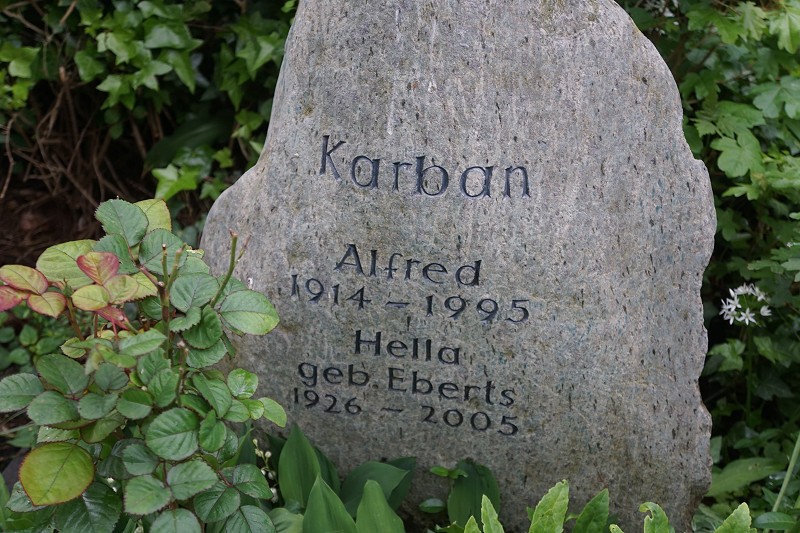 Karban
Alfred
1914 – 1995
Hella
geb. Eberts
1926 – 2005